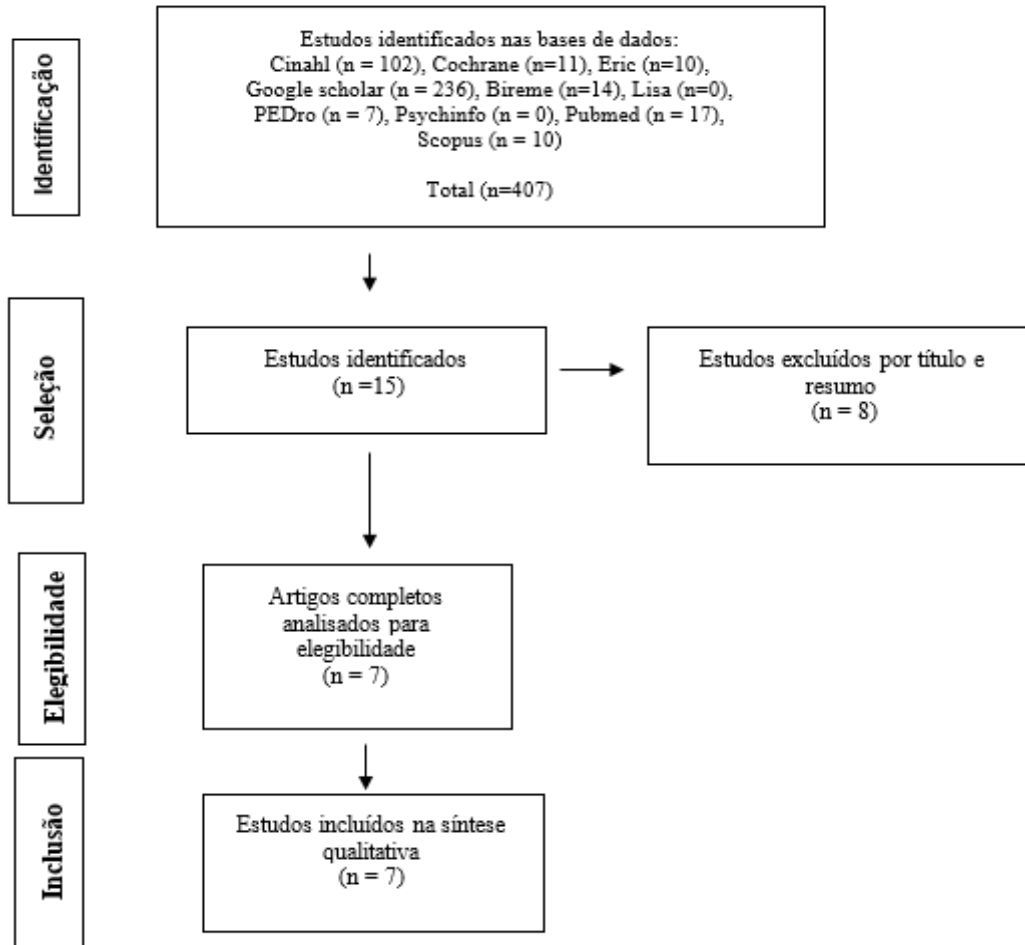 Identificação
Estudos identificados nas bases de dados:
Cinahl (n = 102), Cochrane (n=11), Eric (n=10),
Google scholar (n = 236), Bireme (n=14), Lisa (n=0),
PEDro (n = 7), Psychinfo (n = 0), Pubmed (n = 17),
Scopus (n = 10)
Total (n=407)
Seleção
Estudos identificados
(n =15)
Estudos excluídos por título e
resumo
(n = 8)
Elegibilidade
Artigos completos
analisados para
elegibilidade
(n = 7)
Inclusão
Estudos incluídos na síntese
qualitativa
(n = 7)